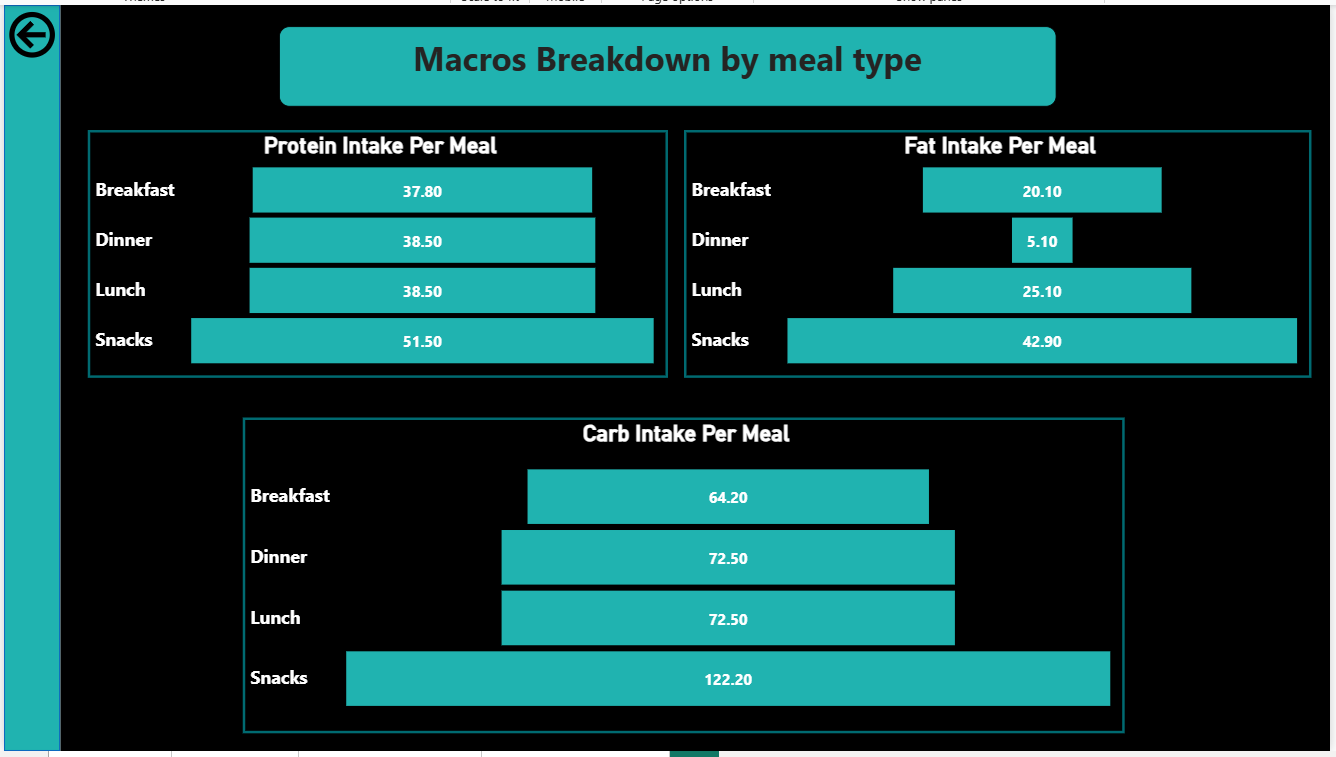 Macros Breakdown by meal type
Protein Intake Per Meal
Breakfast 37.80
Dinner 38.50
Lunch 38.50
Snacks 51.50
Fat Intake Per Meal
Breakfast 20.10
Dinner 5.10
Lunch 25.10
Snacks 42.90
Carb Intake Per Meal
Breakfast 64.20
Dinner 72.50
Lunch 72.50
Snacks 122.20